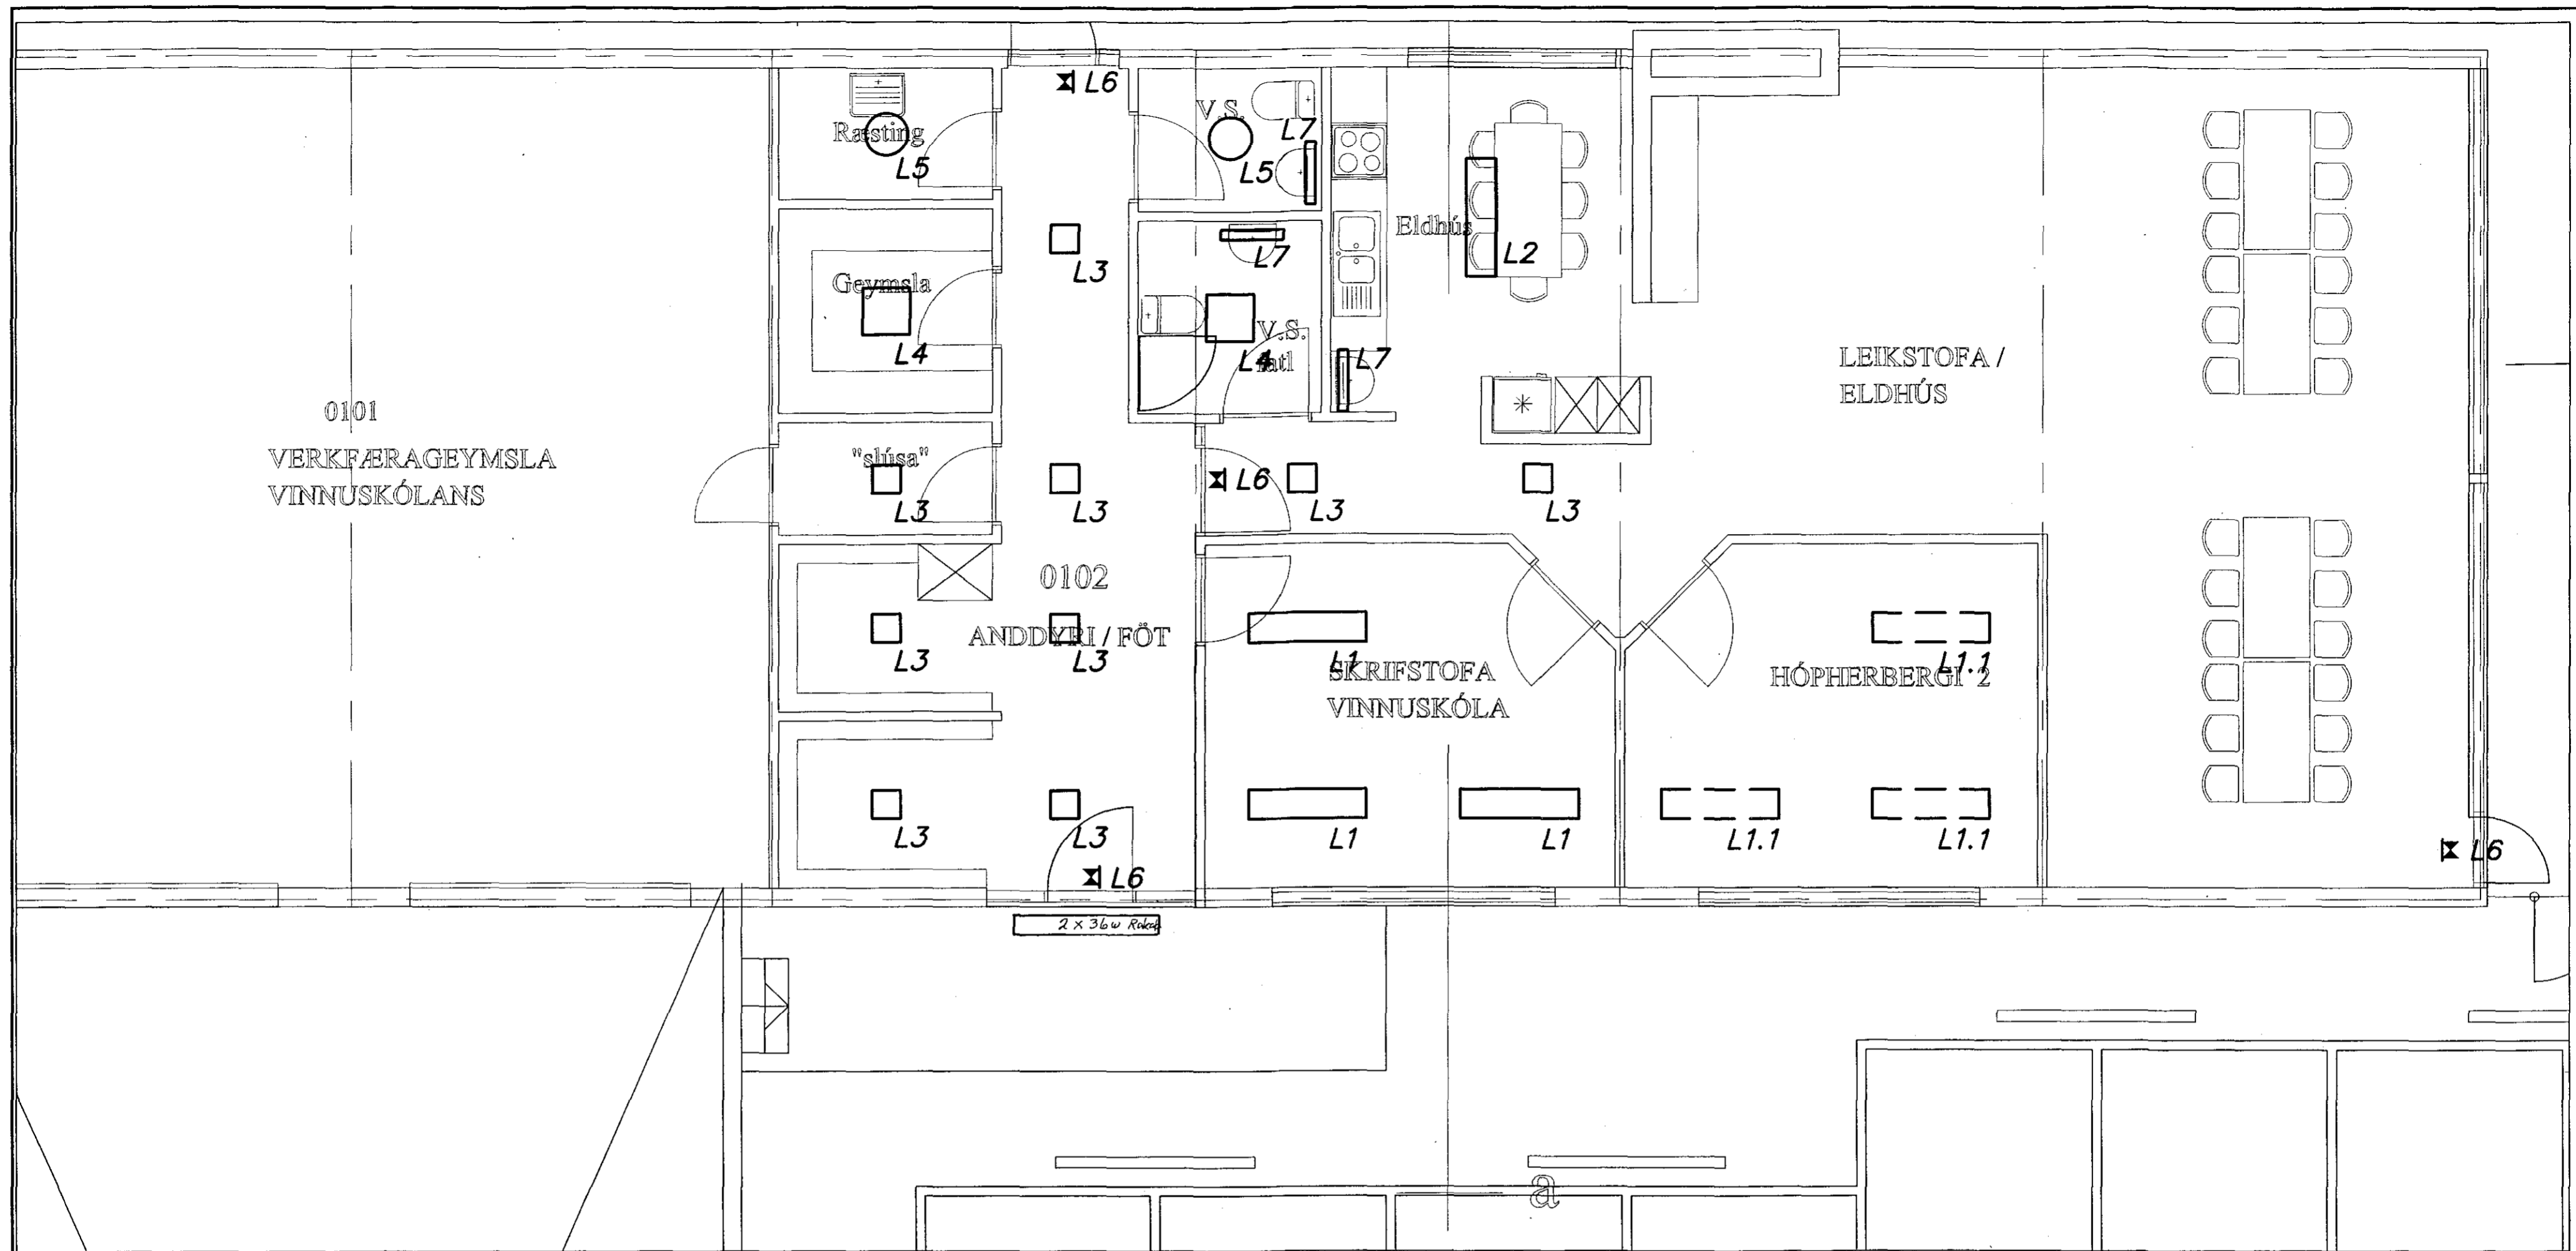 L6
V.S.
Ræsting
L7
L5
L5
Eldhús
L3
L7
L2
Geymsla
V.S.
L4
L4
fatl
L7
LEIKSTOFA /
ELDHÚS
0101
VERKFÆRAGEYMSLA
VINNUSKÓLANS
"slúsa"
L3
L3
L6
L3
L3
0102
ANDDYRI / FÖT
L3
L3
L1
SKRIFSTOFA
VINNUSKÓLA
L1.1
HÓPHERBERGI 2
L3
L3
L1
L1
L1.1
L1.1
L6
L6
2 x 36w
a